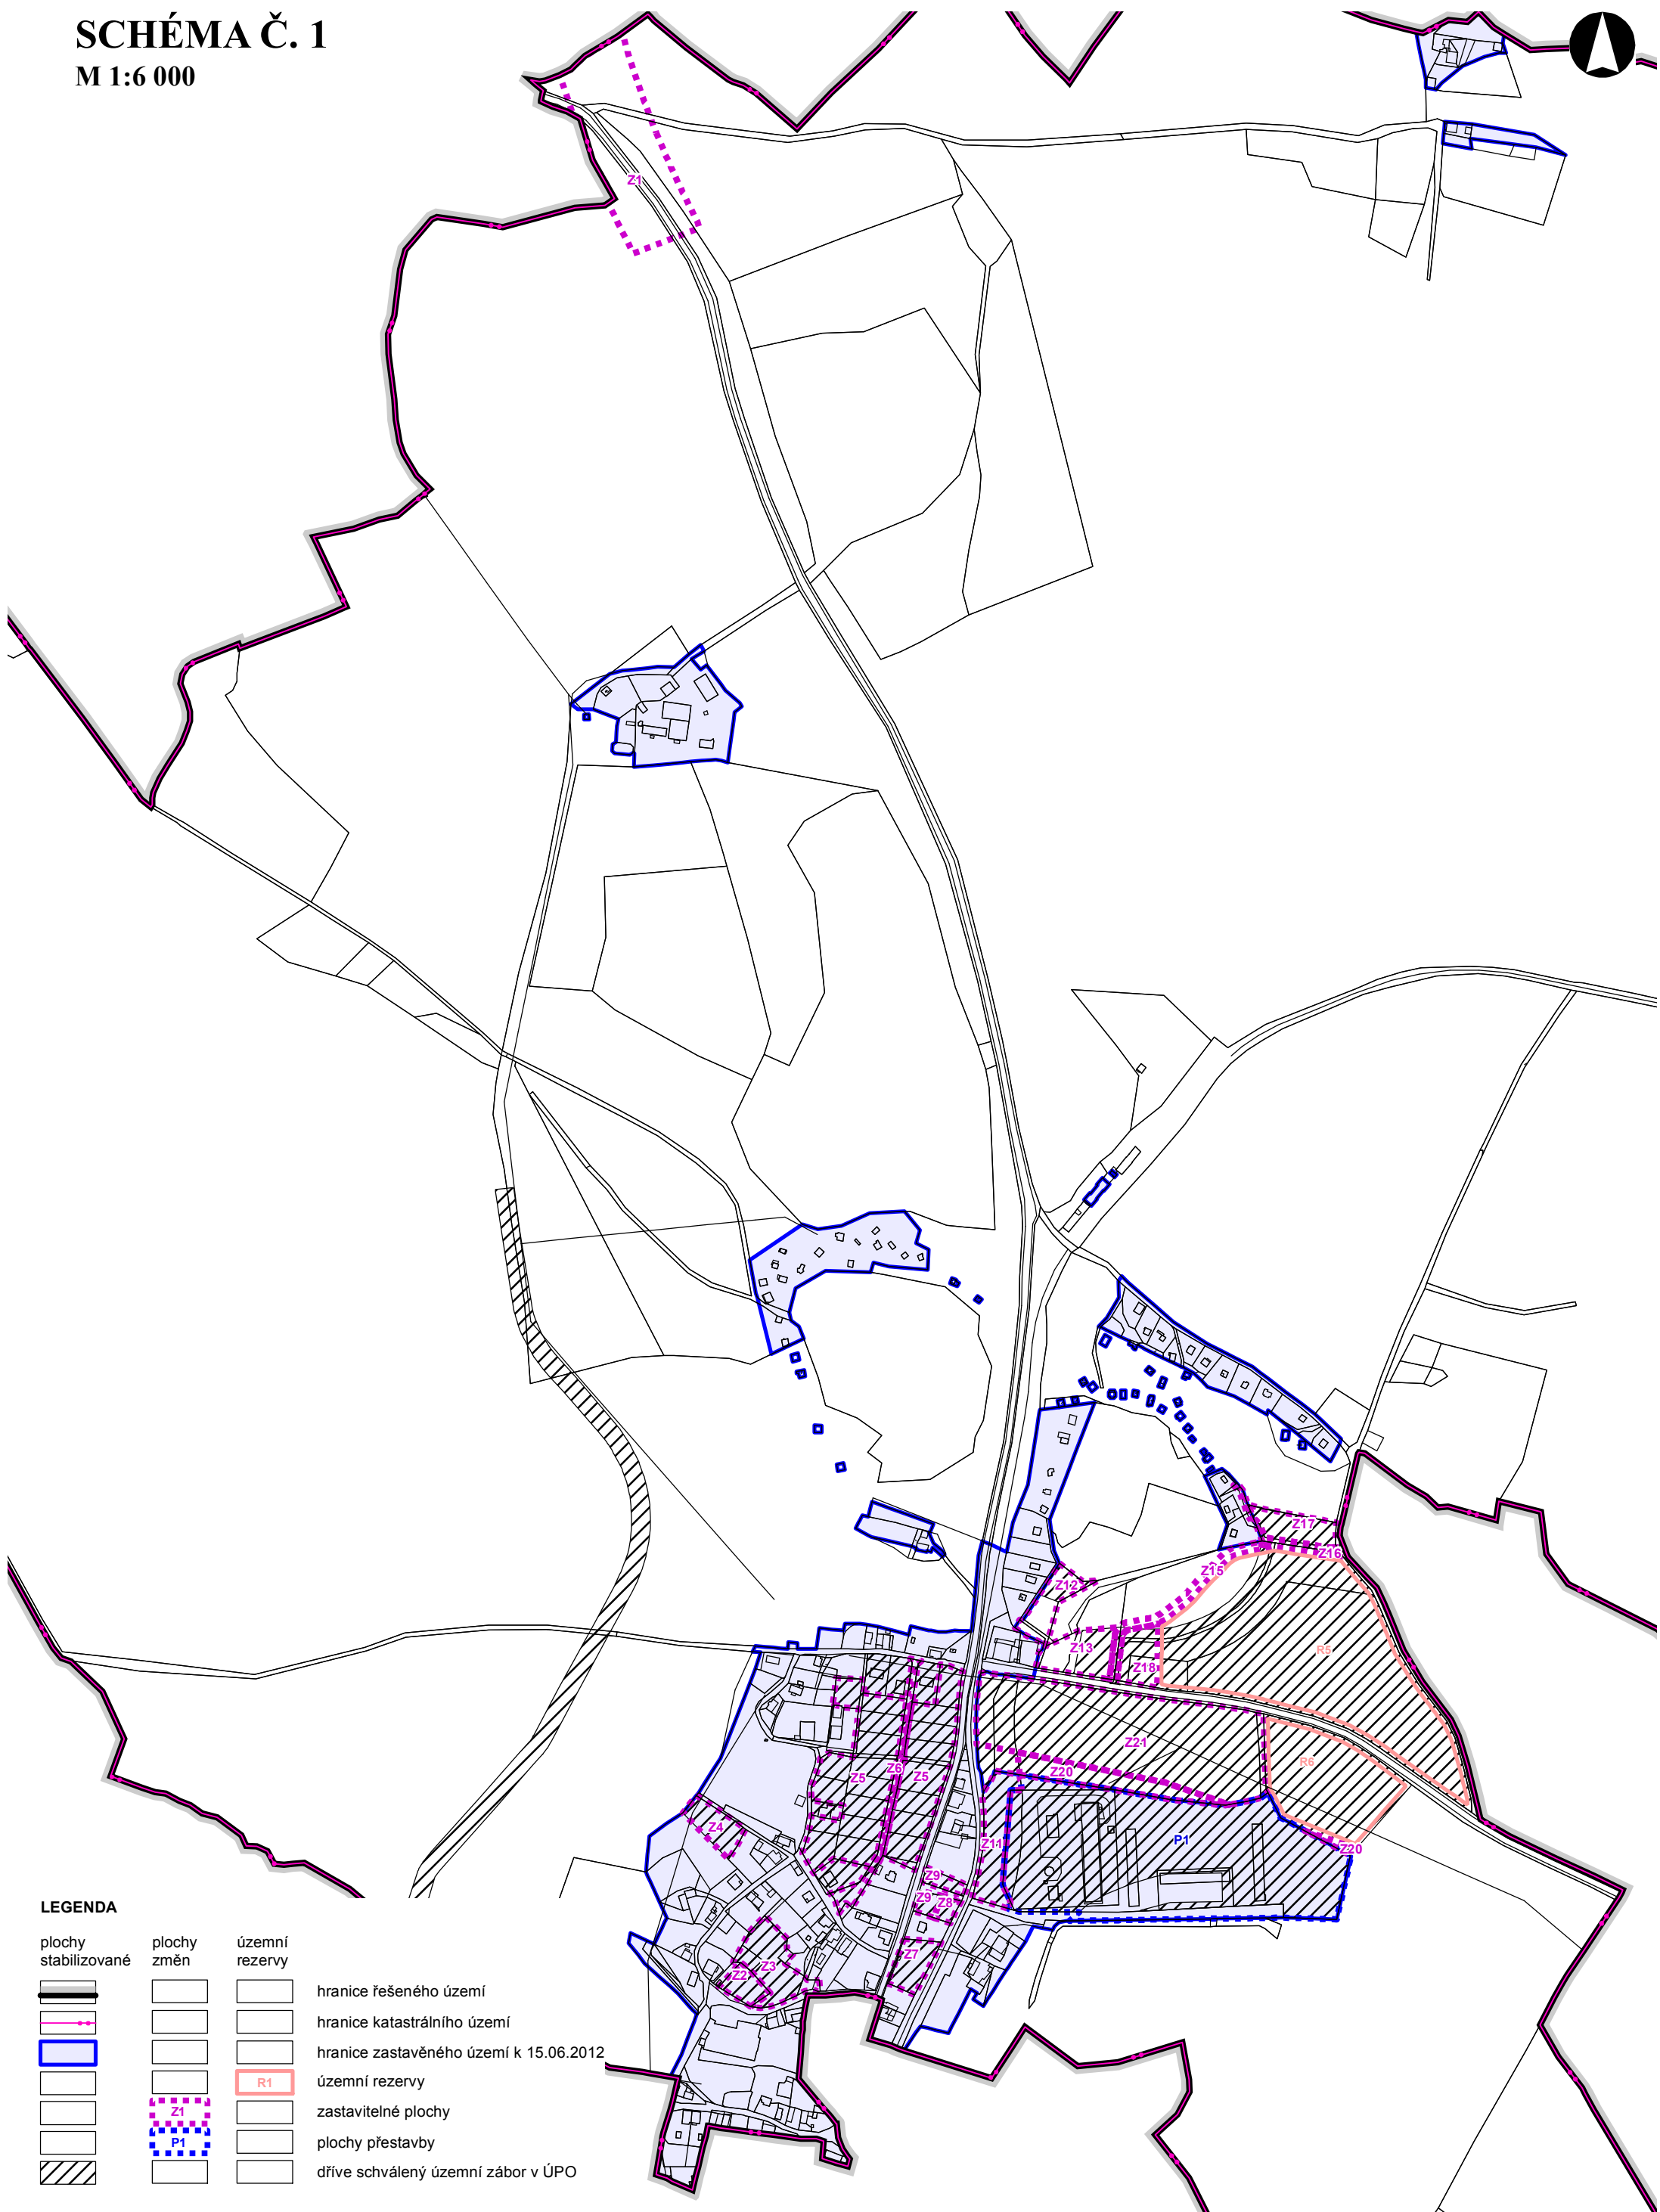 SCHÉMA Č. 1
M 1:6 000
Z1
Z17
Z16
Z15
Z12
Z13
Z18
R5
Z21
R6
Z20
Z5
Z6
Z5
Z4
Z11
P1
Z20
Z9
Z9
Z8
Z7
Z3
Z2
LEGENDA
plochy stabilizované
plochy změn
územní rezervy
hranice řešeného území
hranice katastrálního území
hranice zastavěného území k 15.06.2012
R1 územní rezervy
Z1 zastavitelné plochy
P1 plochy přestavby
dříve schválený územní zábor v ÚPO